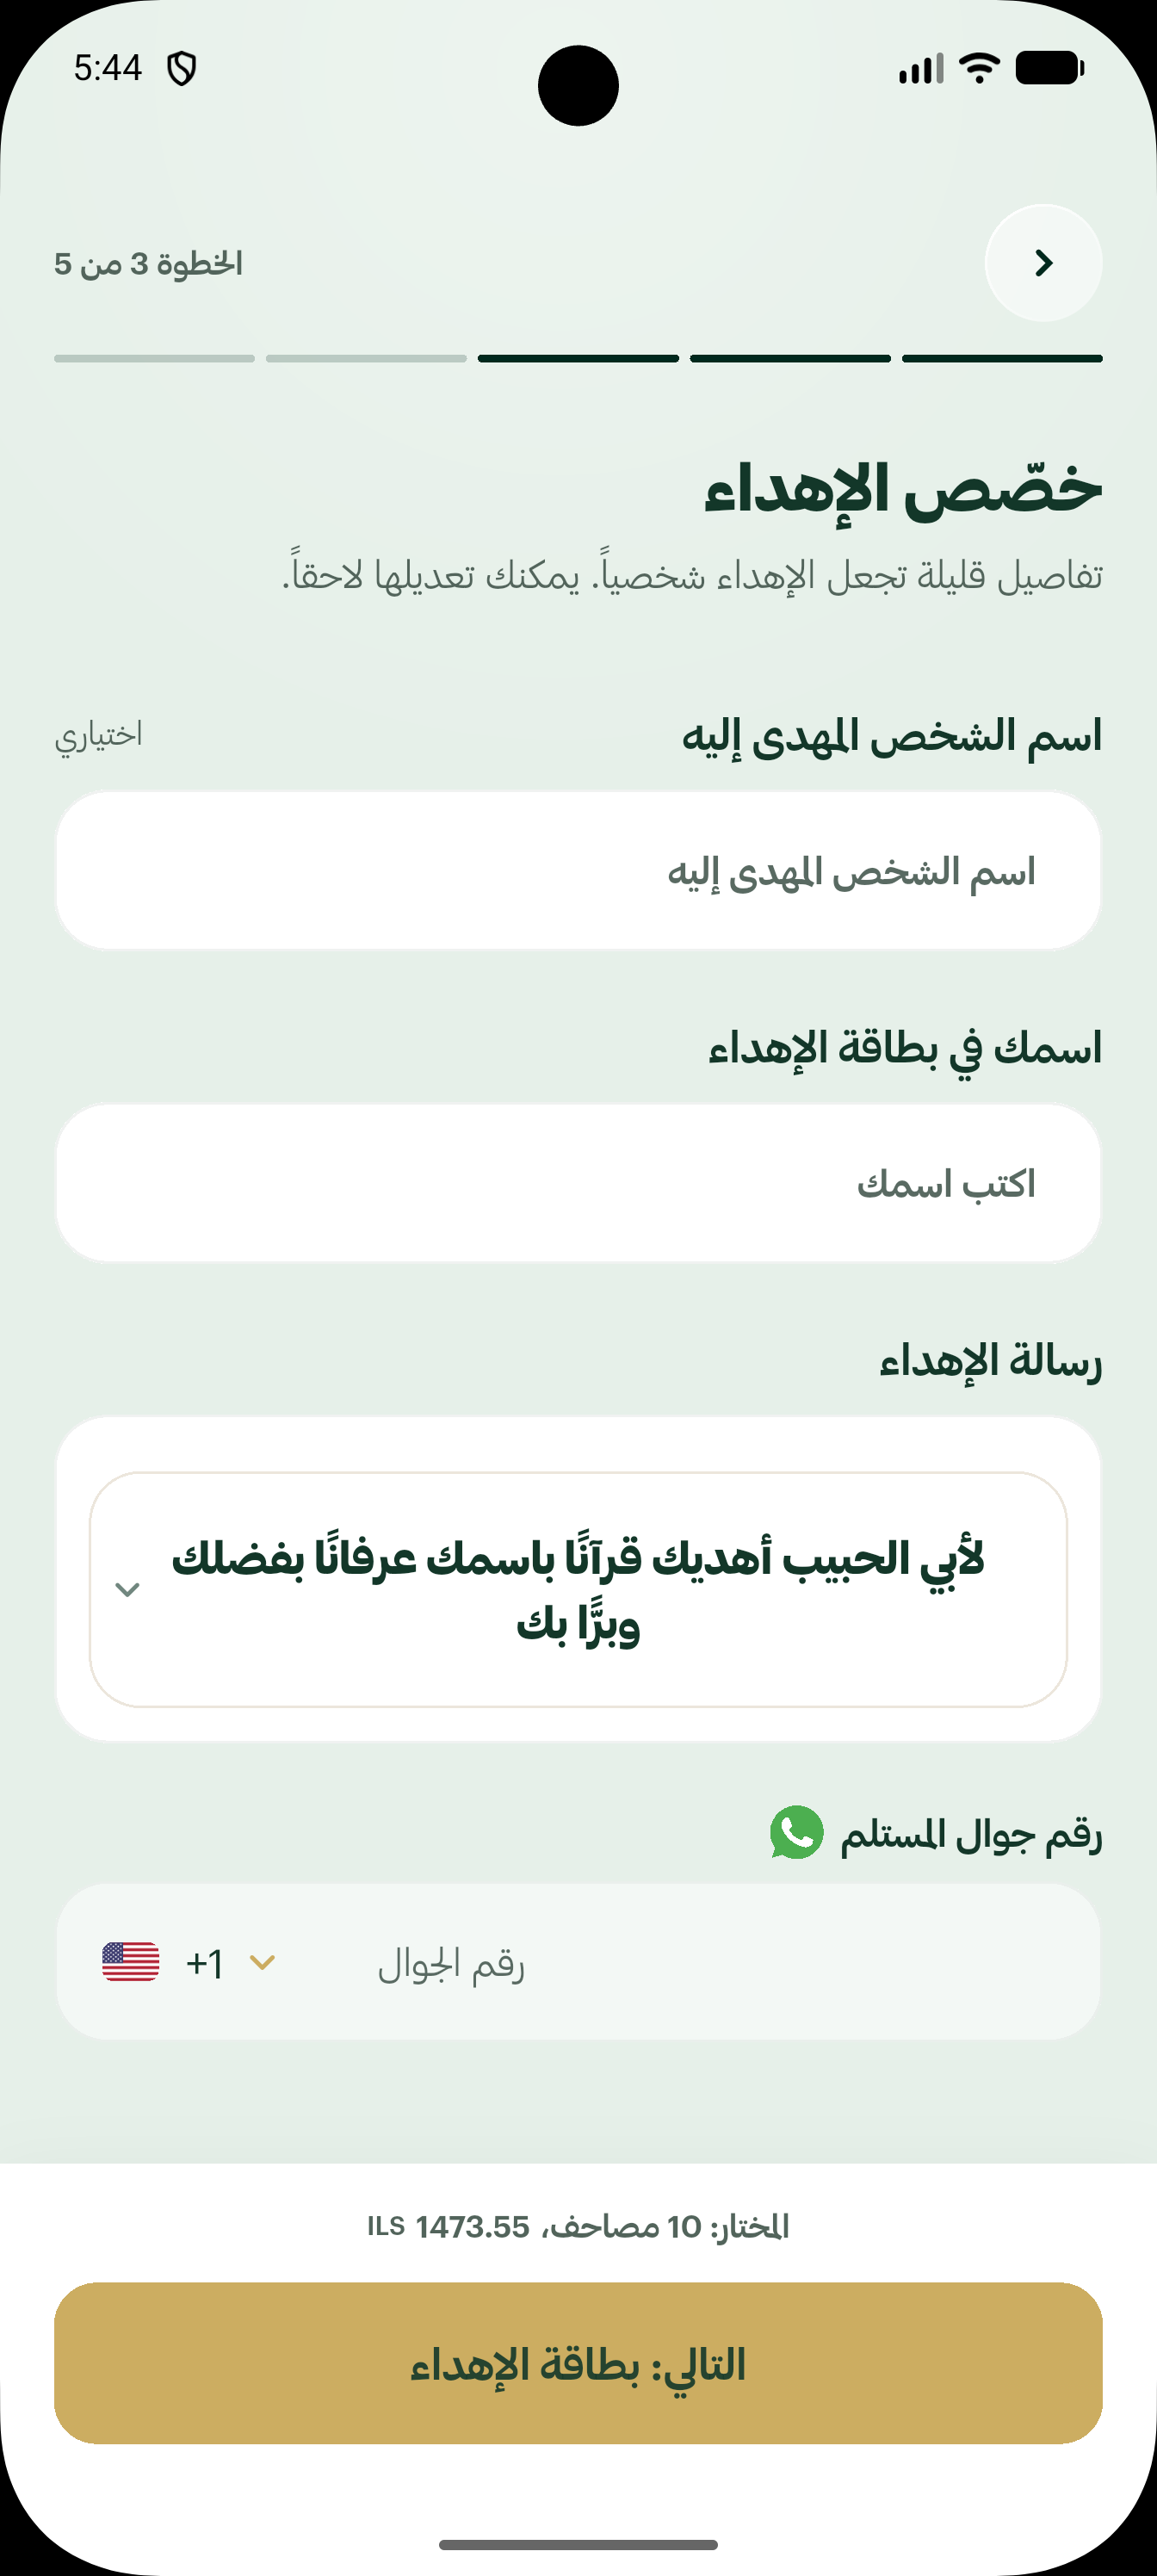 5:44
الخطوة 3 من 5
خصّص الإهداء
تفاصيل قليلة تجعل الإهداء شخصياً. يمكنك تعديلها لاحقاً.
اسم الشخص المهدى إليه
اختياري
اسم الشخص المهدى إليه
اسمك في بطاقة الإهداء
اكتب اسمك
رسالة الإهداء
لأبي الحبيب أهديك قرآنًا باسمك عرفانًا بفضلك
وبرًّا بك
رقم جوال المستلم
+1
رقم الجوال
المختار: 10 مصاحف، 1473.55 ILS
التالي: بطاقة الإهداء